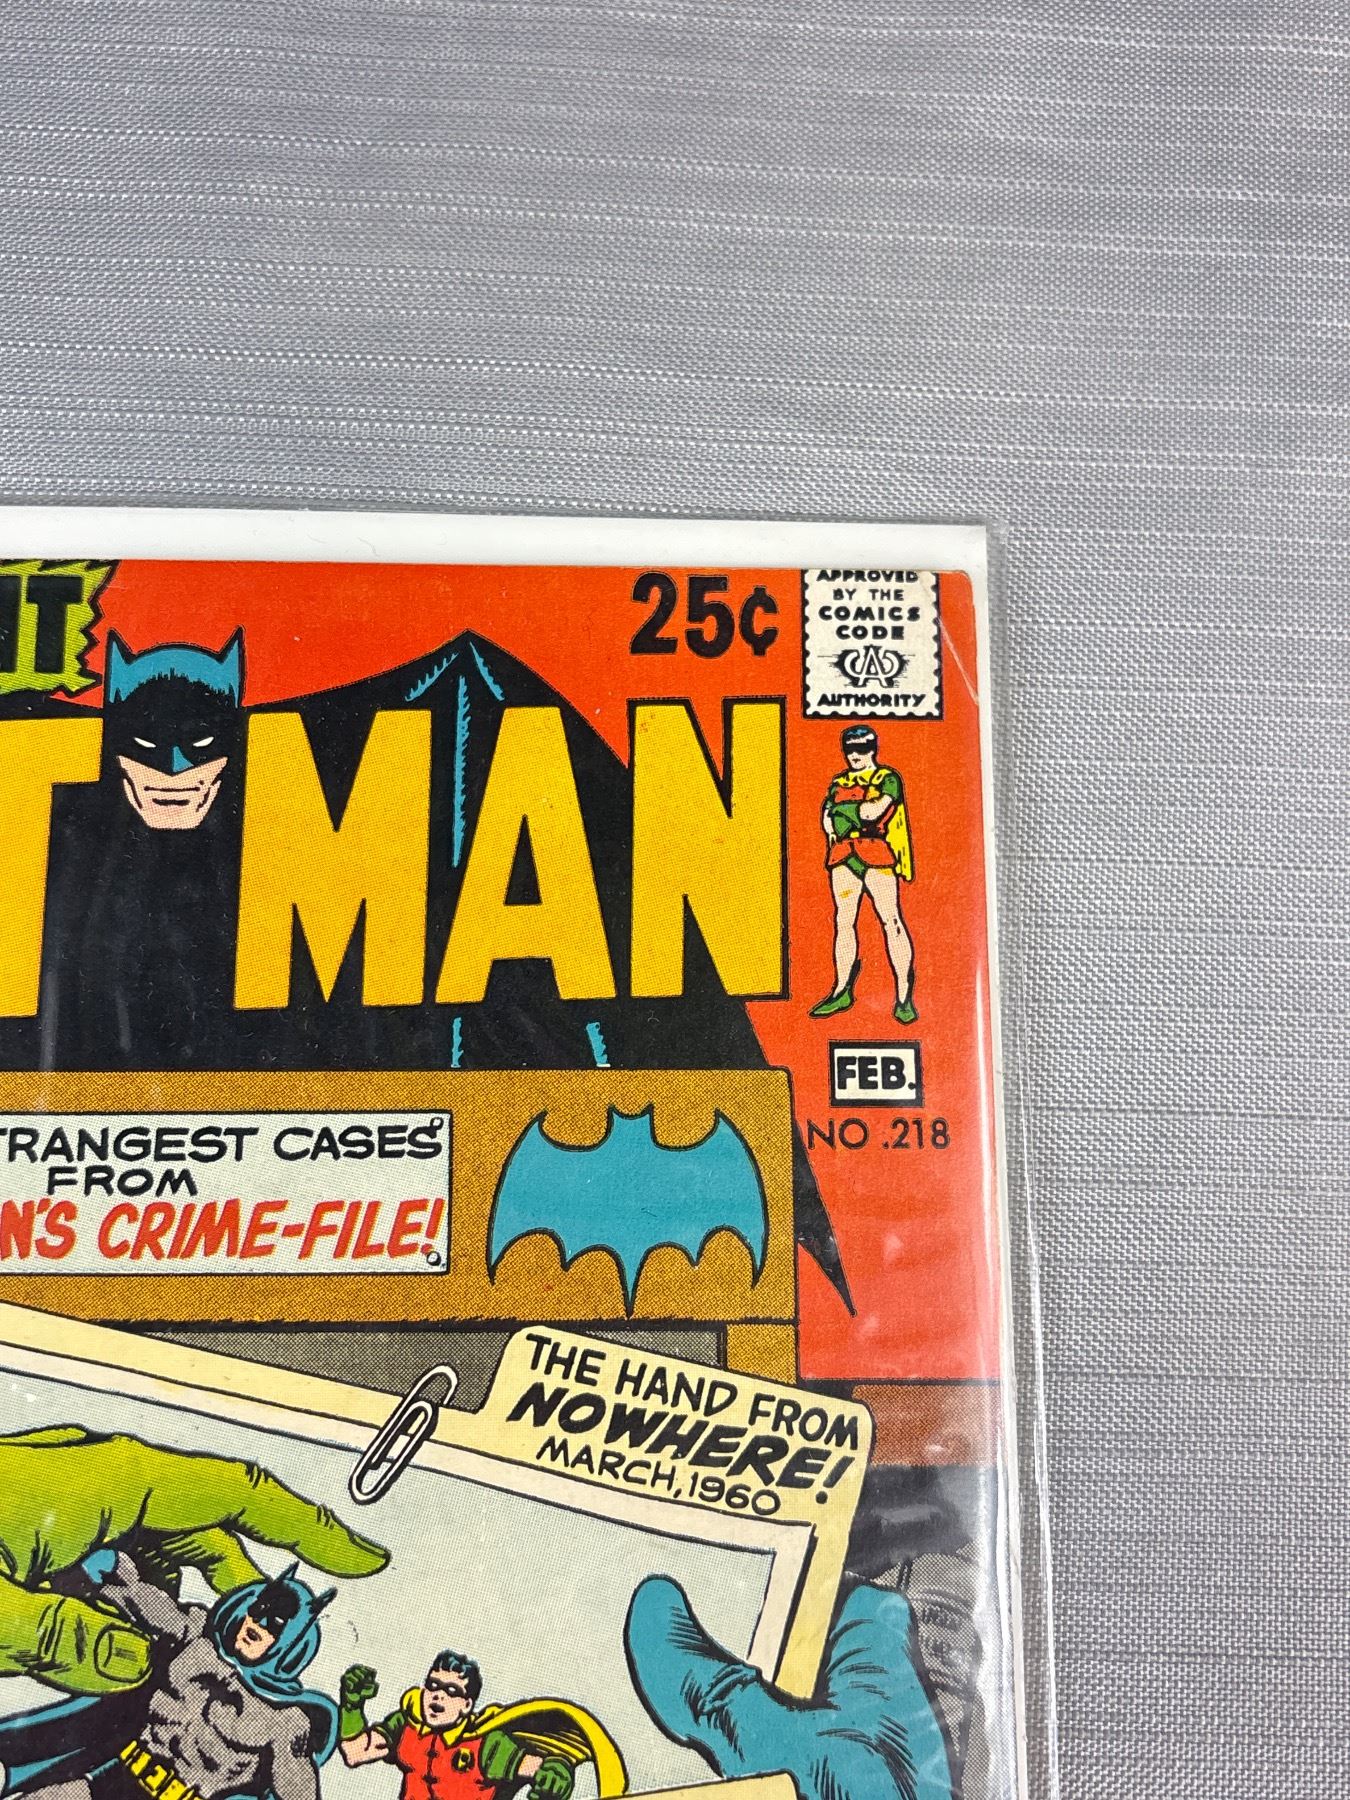 25¢
APPROVED
BY THE
COMICS
CODE
CA
AUTHORITY
T MAN
FEB.
NO.218
TRANGEST CASES
FROM
N'S CRIME-FILE!
THE HAND FROM
NOWHERE!
MARCH, 1960
R